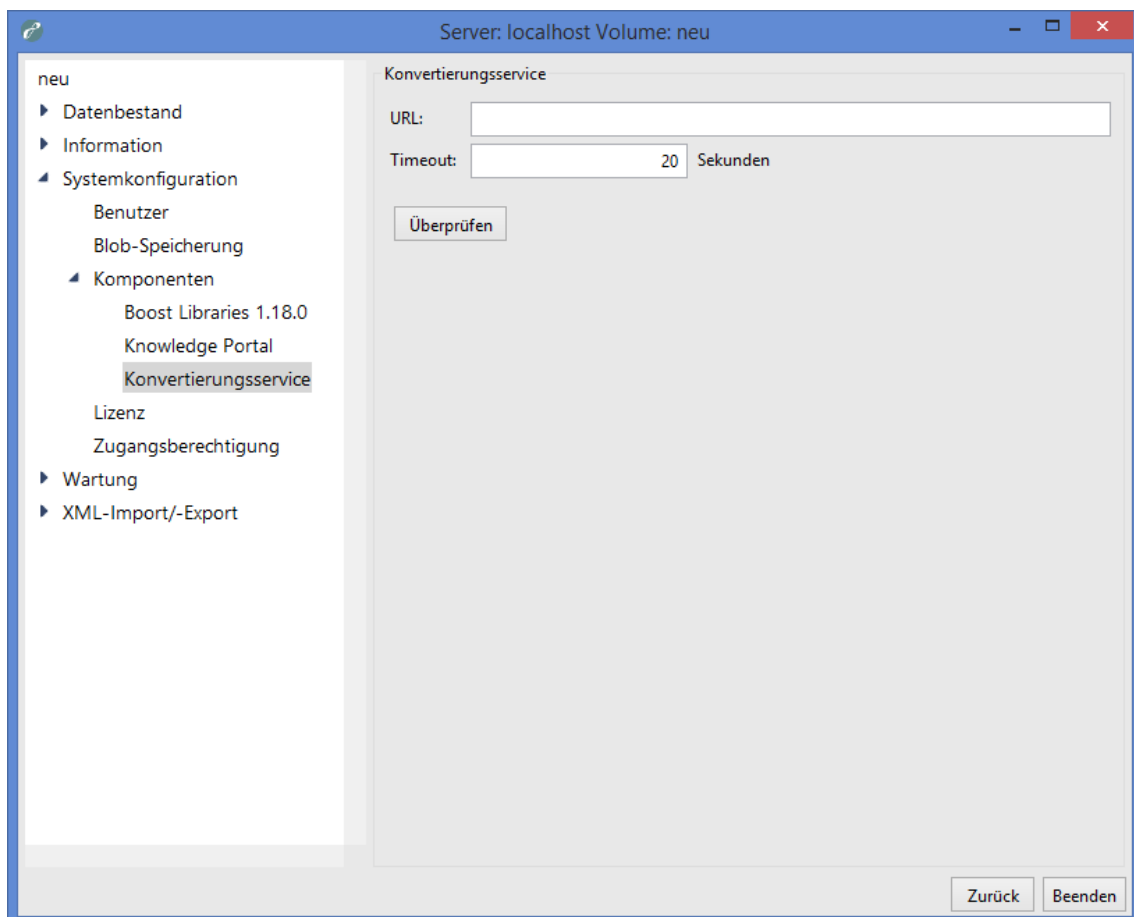 Server: localhost Volume: neu
neu
Datenbestand
Information
Systemkonfiguration
Benutzer
Blob-Speicherung
Komponenten
Boost Libraries 1.18.0
Knowledge Portal
Konvertierungsservice
Lizenz
Zugangsberechtigung
Wartung
XML-Import/-Export
Konvertierungsservice
URL:
Timeout: 20 Sekunden
Überprüfen
Zurück Beenden